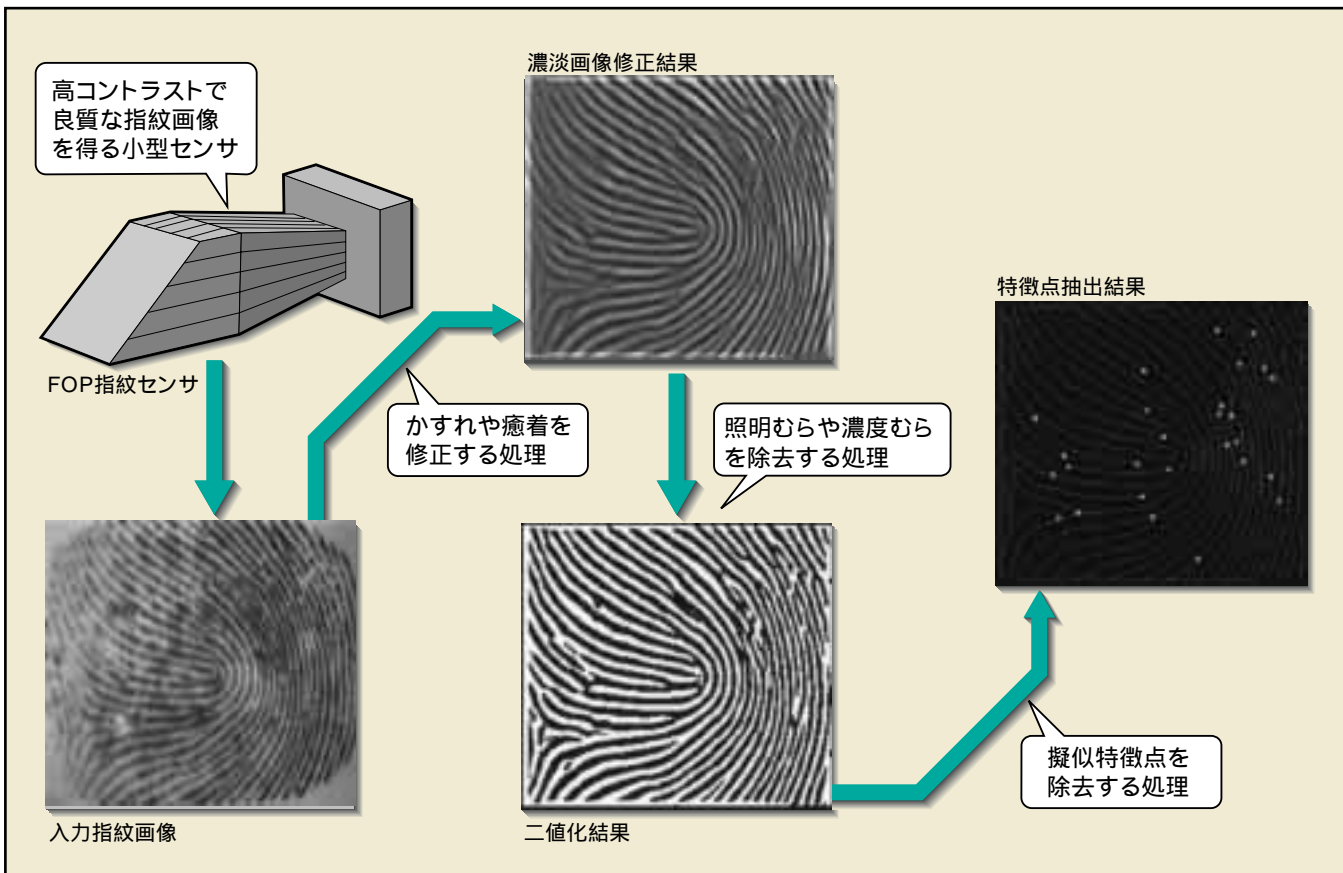 高コントラストで
良質な指紋画像
を得る小型センサ
FOP指紋センサ
入力指紋画像
かすれや癒着を
修正する処理
濃淡画像修正結果
照明むらや濃度むら
を除去する処理
二値化結果
擬似特徴点を
除去する処理
特徴点抽出結果